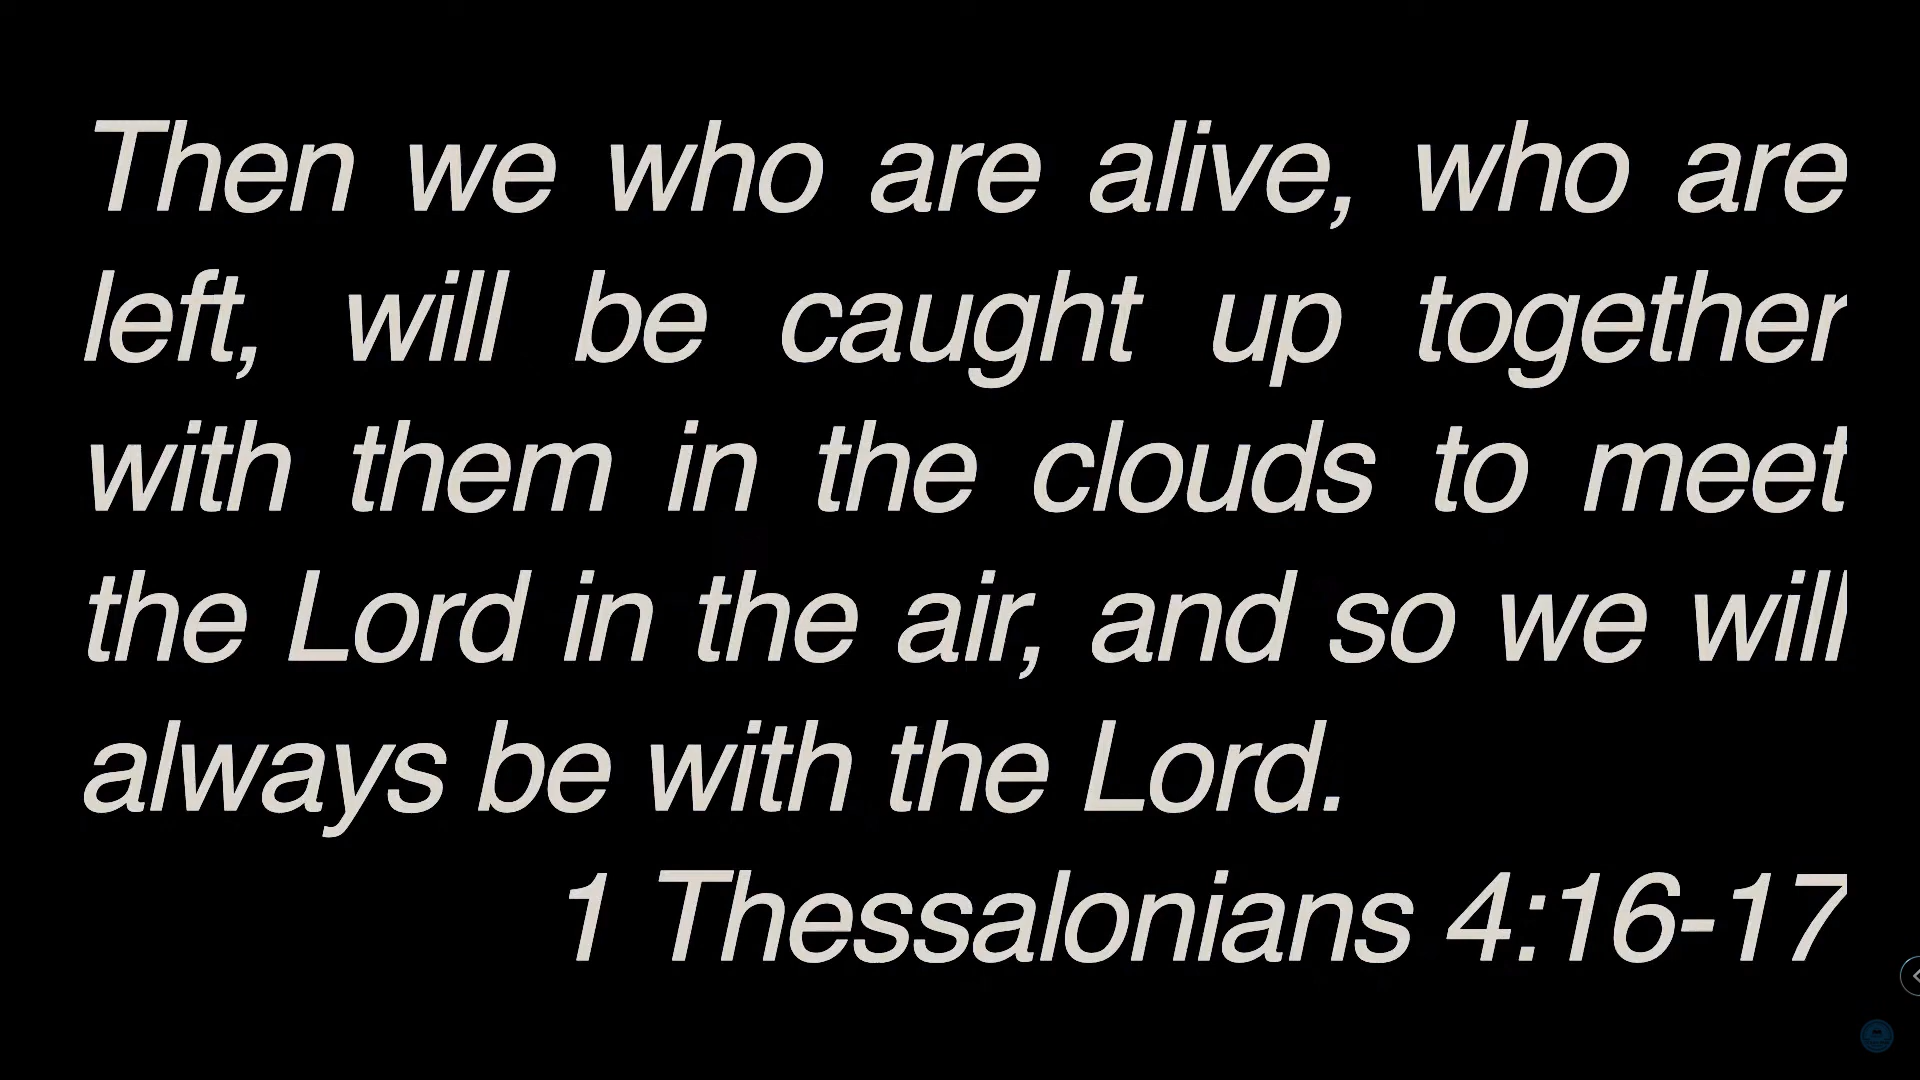 Then we who are alive, who are
left, will be caught up together
with them in the clouds to meet
the Lord in the air, and so we will
always be with the Lord.
1 Thessalonians 4:16-17